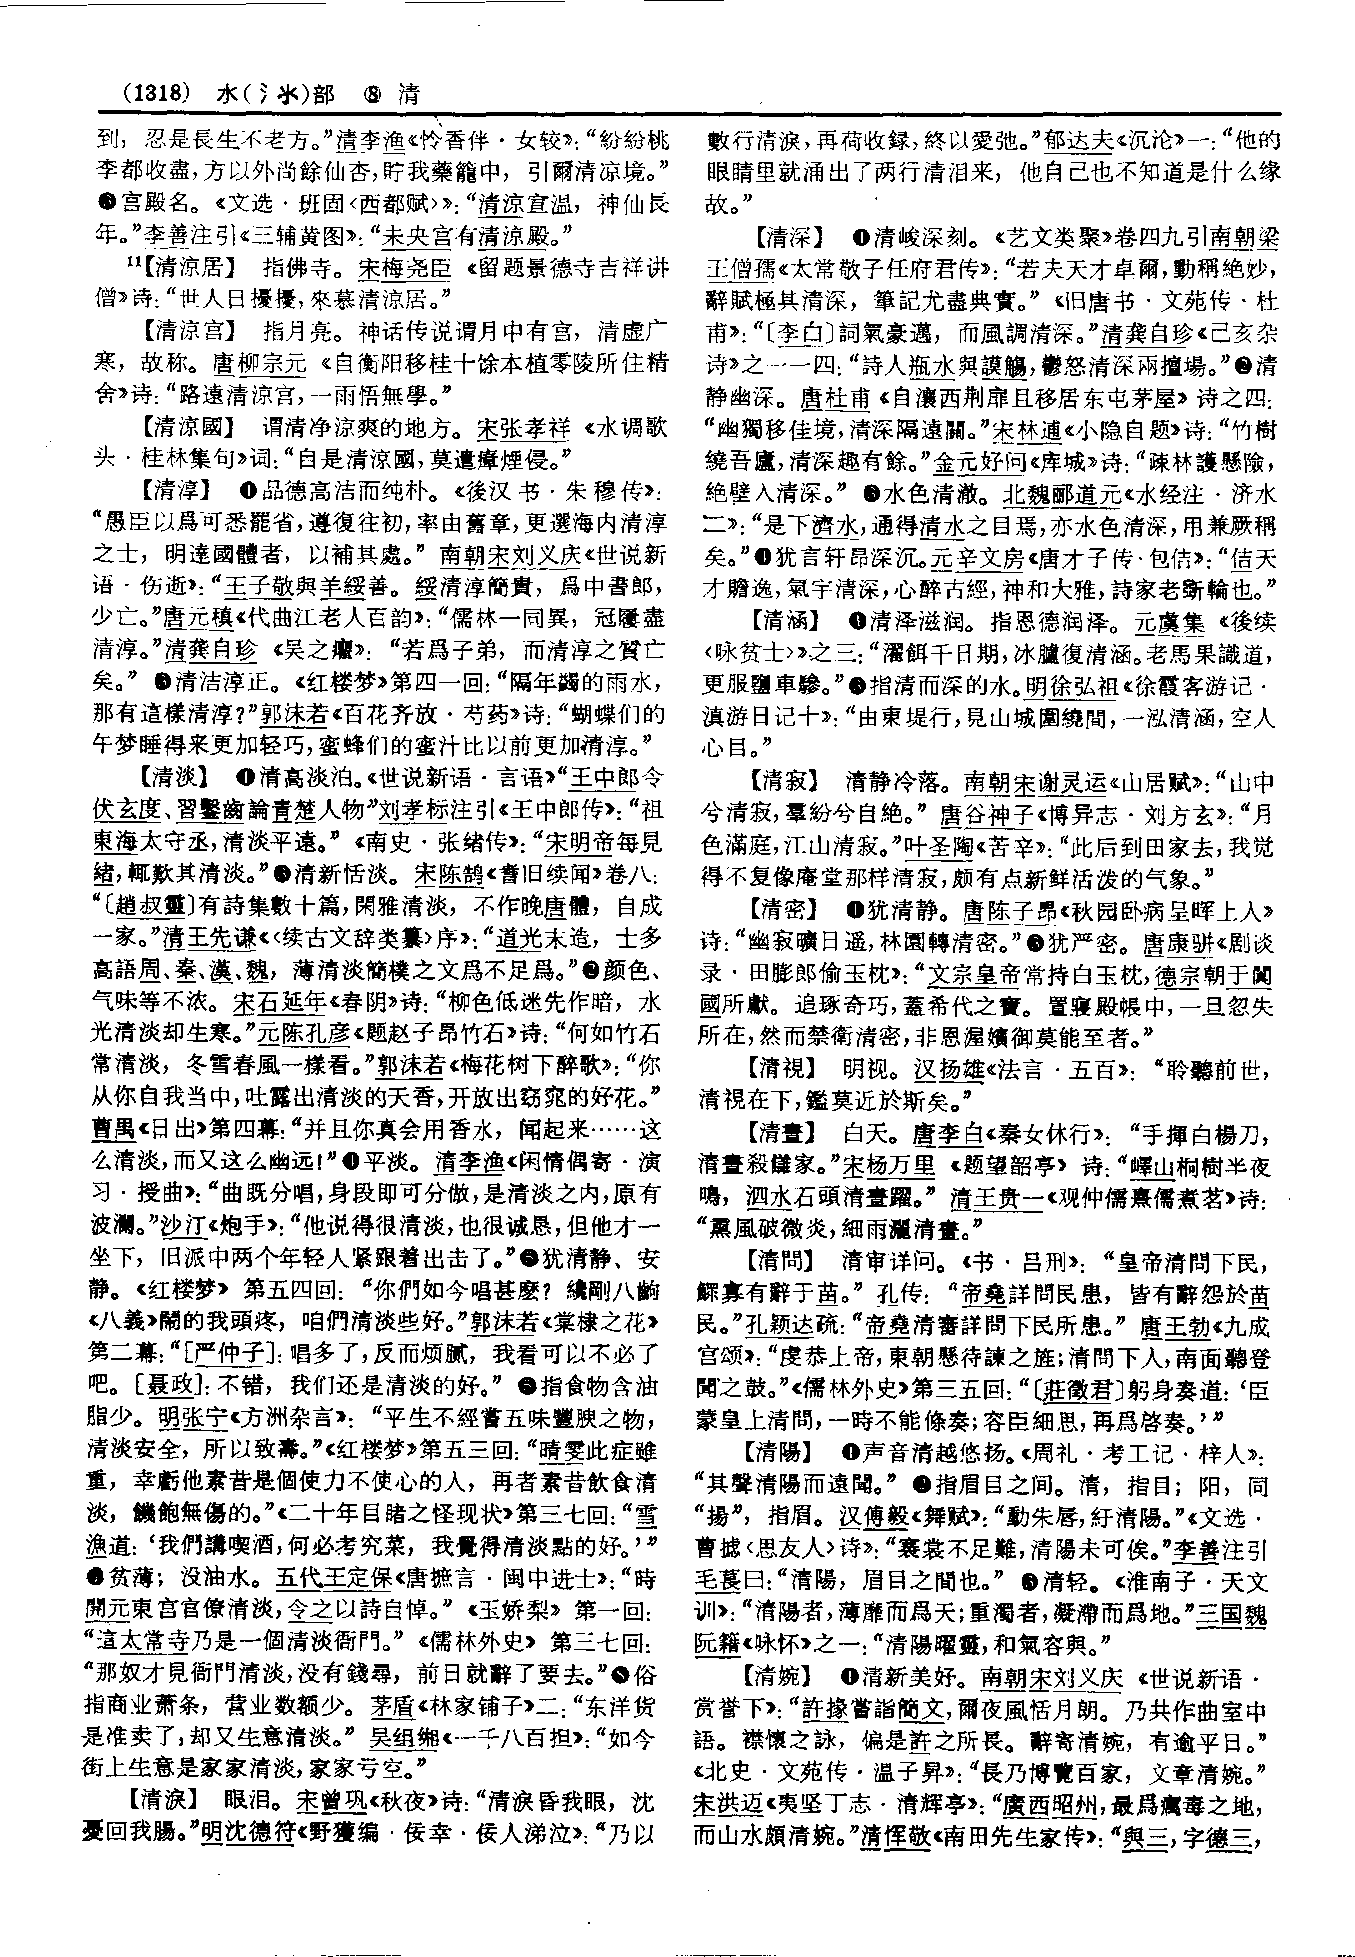 (1318) 水(氵氺)部 ⑧ 清
到，忍是長生不老方。”清李渔《怜香伴·女较》：“紛紛桃
李都收盡，方以外尚餘仙杏，貯我藥籠中，引爾清涼境。”
❸宫殿名。《文选·班固〈西都赋〉》：“清涼宣温，神仙長
年。”李善注引《三辅黄图》：“未央宫有清涼殿。”
¹¹【清涼居】 指佛寺。宋梅尧臣《留题景德寺吉祥讲
僧》诗：“世人日擾擾，來慕清涼居。”
【清涼宫】 指月亮。神话传说谓月中有宫，清虚广
寒，故称。唐柳宗元《自衡阳移桂十馀本植零陵所住精
舍》诗：“路遠清涼宫，一雨悟無學。”
【清涼國】 谓清净涼爽的地方。宋张孝祥《水调歌
头·桂林集句》词：“自是清涼國，莫遣瘴煙侵。”
【清淳】 ❶品德高洁而纯朴。《後汉书·朱穆传》：
“愚臣以爲可悉罷省，遵復往初，率由舊章，更選海内清淳
之士，明達國體者，以補其處。”南朝宋刘义庆《世说新
语·伤逝》：“王子敬與羊綏善。綏清淳簡貴，爲中書郎，
少亡。”唐元稹《代曲江老人百韵》：“儒林一同異，冠履盡
清淳。”清龚自珍《吴之癯》：“若爲子弟，而清淳之質亡
矣。”❷清洁淳正。《红楼梦》第四一回：“隔年蠲的雨水，
那有這樣清淳？”郭沫若《百花齐放·芍药》诗：“蝴蝶们的
午梦睡得来更加轻巧，蜜蜂们的蜜汁比以前更加清淳。”
【清淡】 ❶清高淡泊。《世说新语·言语》“王中郎令
伏玄度、習鑿齒論青楚人物”刘孝标注引《王中郎传》：“祖
東海太守丞，清淡平遠。”《南史·张绪传》：“宋明帝每見
緒，輒歎其清淡。”❷清新恬淡。宋陈鹄《耆旧续闻》卷八：
“〔趙叔靈〕有詩集數十篇，閑雅清淡，不作晚唐體，自成
一家。”清王先谦《〈续古文辞类纂〉序》：“道光末造，士多
高語周、秦、漢、魏，薄清淡簡樸之文爲不足爲。”❸颜色、
气味等不浓。宋石延年《春阴》诗：“柳色低迷先作暗，水
光清淡却生寒。”元陈孔彦《题赵子昂竹石》诗：“何如竹石
常清淡，冬雪春風一樣看。”郭沫若《梅花树下醉歌》：“你
从你自我当中，吐露出清淡的天香，开放出窈窕的好花。”
曹禺《日出》第四幕：“并且你真会用香水，闻起来……这
么清淡，而又这么幽远！”❹平淡。清李渔《闲情偶寄·演
习·授曲》：“曲既分唱，身段即可分做，是清淡之内，原有
波瀾。”沙汀《炮手》：“他说得很清淡，也很诚恳，但他才一
坐下，旧派中两个年轻人紧跟着出击了。”❺犹清静、安
静。《红楼梦》第五四回：“你們如今唱甚麽？纔剛八齣
《八義》鬧的我頭疼，咱們清淡些好。”郭沫若《棠棣之花》
第二幕：“［严仲子］：唱多了，反而烦腻，我看可以不必了
吧。［聂政］：不错，我们还是清淡的好。”❻指食物含油
脂少。明张宁《方洲杂言》：“平生不經嘗五味豐腴之物，
清淡安全，所以致壽。”《红楼梦》第五三回：“晴雯此症雖
重，幸虧他素昔是個使力不使心的人，再者素昔飲食清
淡，饑飽無傷的。”《二十年目睹之怪现状》第三七回：“雪
漁道：‘我們講喫酒，何必考究菜，我覺得清淡點的好。’”
❼贫薄；没油水。五代王定保《唐摭言·闽中进士》：“時
開元東宫官僚清淡，令之以詩自悼。”《玉娇梨》第一回：
“這太常寺乃是一個清淡衙門。”《儒林外史》第三七回：
“那奴才見衙門清淡，没有錢尋，前日就辭了要去。”❽俗
指商业萧条，营业数额少。茅盾《林家铺子》二：“东洋货
是准卖了，却又生意清淡。”吴组缃《一千八百担》：“如今
街上生意是家家清淡，家家亏空。”
【清淚】 眼泪。宋曾巩《秋夜》诗：“清淚昏我眼，沈
憂回我腸。”明沈德符《野獲编·佞幸·佞人涕泣》：“乃以
數行清淚，再荷收録，終以愛弛。”郁达夫《沉沦》一：“他的
眼睛里就涌出了两行清泪来，他自己也不知道是什么缘
故。”
【清深】 ❶清峻深刻。《艺文类聚》卷四九引南朝梁
王僧孺《太常敬子任府君传》：“若夫天才卓爾，動稱絶妙，
辭賦極其清深，筆記尤盡典實。”《旧唐书·文苑传·杜
甫》：“〔李白〕詞氣豪邁，而風調清深。”清龚自珍《己亥杂
诗》之一一四：“詩人瓶水與謨觴，鬱怒清深兩擅場。”❷清
静幽深。唐杜甫《自瀼西荆扉且移居东屯茅屋》诗之四：
“幽獨移佳境，清深隔遠關。”宋林逋《小隐自题》诗：“竹樹
繞吾廬，清深趣有餘。”金元好问《库城》诗：“疎林護懸險，
絶壁入清深。”❸水色清澈。北魏郦道元《水经注·济水
二》：“是下濟水，通得清水之目焉，亦水色清深，用兼厥稱
矣。”❹犹言轩昂深沉。元辛文房《唐才子传·包佶》：“佶天
才贍逸，氣宇清深，心醉古經，神和大雅，詩家老斲輪也。”
【清涵】 ❶清泽滋润。指恩德润泽。元虞集《後续
〈咏贫士〉》之三：“濯餌千日期，冰臚復清涵。老馬果識道，
更服鹽車驂。”❷指清而深的水。明徐弘祖《徐霞客游记·
滇游日记十》：“由東堤行，見山城圍繞間，一泓清涵，空人
心目。”
【清寂】 清静冷落。南朝宋谢灵运《山居赋》：“山中
兮清寂，羣紛兮自絶。”唐谷神子《博异志·刘方玄》：“月
色滿庭，江山清寂。”叶圣陶《苦辛》：“此后到田家去，我觉
得不复像庵堂那样清寂，颇有点新鲜活泼的气象。”
【清密】 ❶犹清静。唐陈子昂《秋园卧病呈晖上人》
诗：“幽寂曠日遥，林園轉清密。”❷犹严密。唐康骈《剧谈
录·田膨郎偷玉枕》：“文宗皇帝常持白玉枕，德宗朝于闐
國所獻。追琢奇巧，蓋希代之寶。置寢殿帳中，一旦忽失
所在，然而禁衛清密，非恩渥嬪御莫能至者。”
【清視】 明视。汉扬雄《法言·五百》：“聆聽前世，
清視在下，鑑莫近於斯矣。”
【清晝】 白天。唐李白《秦女休行》：“手揮白楊刀，
清晝殺讎家。”宋杨万里《题望韶亭》诗：“嶧山桐樹半夜
鳴，泗水石頭清晝躍。”清王贵一《观仲儒熹儒煮茗》诗：
“熏風破微炎，細雨灑清晝。”
【清問】 清审详问。《书·吕刑》：“皇帝清問下民，
鰥寡有辭于苗。”孔传：“帝堯詳問民患，皆有辭怨於苗
民。”孔颖达疏：“帝堯清審詳問下民所患。”唐王勃《九成
宫颂》：“虔恭上帝，東朝懸待諫之旌；清問下人，南面聽登
聞之鼓。”《儒林外史》第三五回：“〔莊徵君〕躬身奏道：‘臣
蒙皇上清問，一時不能條奏；容臣細思，再爲啓奏。’”
【清陽】 ❶声音清越悠扬。《周礼·考工记·梓人》：
“其聲清陽而遠聞。”❷指眉目之间。清，指目；阳，同
“揚”，指眉。汉傅毅《舞赋》：“動朱唇，紆清陽。”《文选·
曹摅〈思友人〉诗》：“褰裳不足難，清陽未可俟。”李善注引
毛萇曰：“清陽，眉目之間也。”❸清轻。《淮南子·天文
训》：“清陽者，薄靡而爲天；重濁者，凝滯而爲地。”三国魏
阮籍《咏怀》之一：“清陽曜靈，和氣容與。”
【清婉】 ❶清新美好。南朝宋刘义庆《世说新语·
赏誉下》：“許掾嘗詣簡文，爾夜風恬月朗。乃共作曲室中
語。襟懷之詠，偏是許之所長。辭寄清婉，有逾平日。”
《北史·文苑传·温子昇》：“長乃博覽百家，文章清婉。”
宋洪迈《夷坚丁志·清辉亭》：“廣西昭州，最爲癘毒之地，
而山水頗清婉。”清恽敬《南田先生家传》：“與三，字德三，